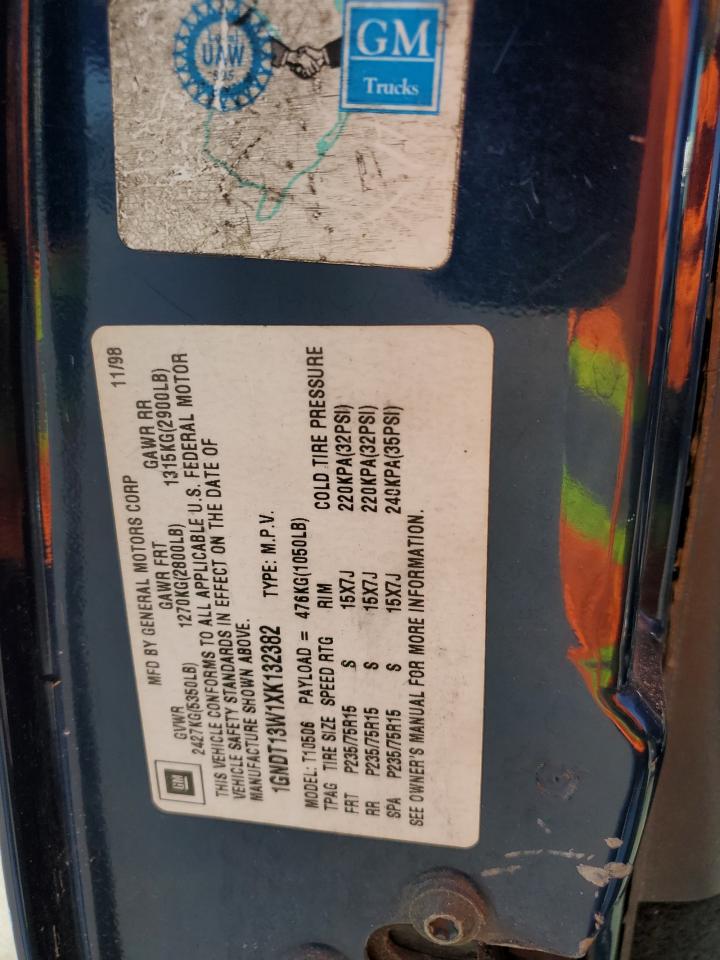 Local
UAW
595
GM
Trucks
MFD BY GENERAL MOTORS CORP 11/98
GVWR GAWR FRT GAWR RR
2427KG(5350LB) 1270KG(2800LB) 1315KG(2900LB)
THIS VEHICLE CONFORMS TO ALL APPLICABLE U.S. FEDERAL MOTOR
VEHICLE SAFETY STANDARDS IN EFFECT ON THE DATE OF
MANUFACTURE SHOWN ABOVE.
1GNDT13W1XK132382 TYPE: M.P.V.
MODEL: T10506 PAYLOAD = 476KG(1050LB)
TPAG TIRE SIZE SPEED RTG RIM COLD TIRE PRESSURE
FRT P235/75R15 S 15X7J 220KPA(32PSI)
RR P235/75R15 S 15X7J 220KPA(32PSI)
SPA P235/75R15 S 15X7J 240KPA(35PSI)
SEE OWNER'S MANUAL FOR MORE INFORMATION.
GM